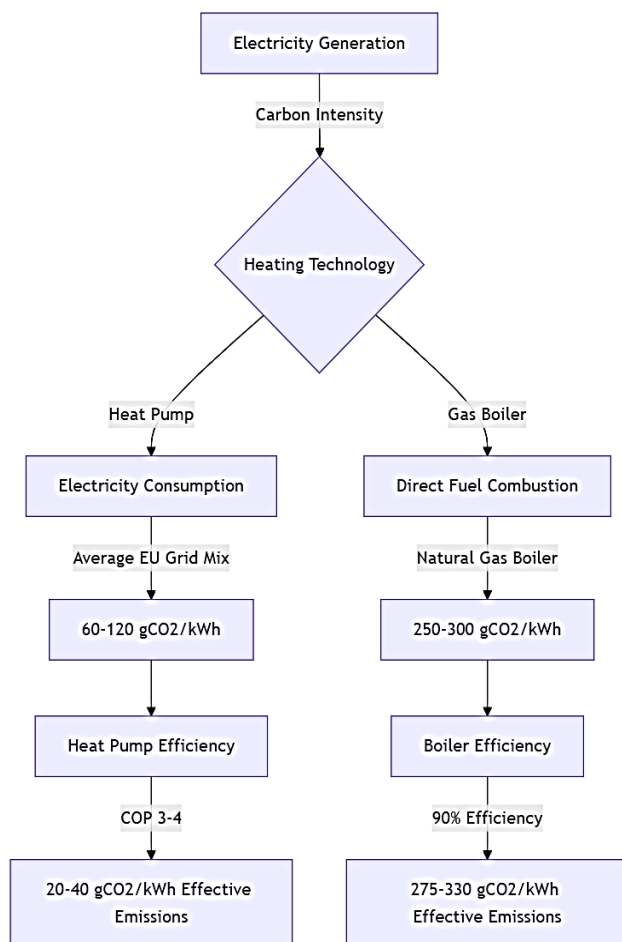 Electricity Generation
Carbon Intensity
Heating Technology
Heat Pump
Gas Boiler
Electricity Consumption
Direct Fuel Combustion
Average EU Grid Mix
Natural Gas Boiler
60-120 gCO2/kWh
250-300 gCO2/kWh
Heat Pump Efficiency
Boiler Efficiency
COP 3-4
90% Efficiency
20-40 gCO2/kWh Effective
Emissions
275-330 gCO2/kWh
Effective Emissions